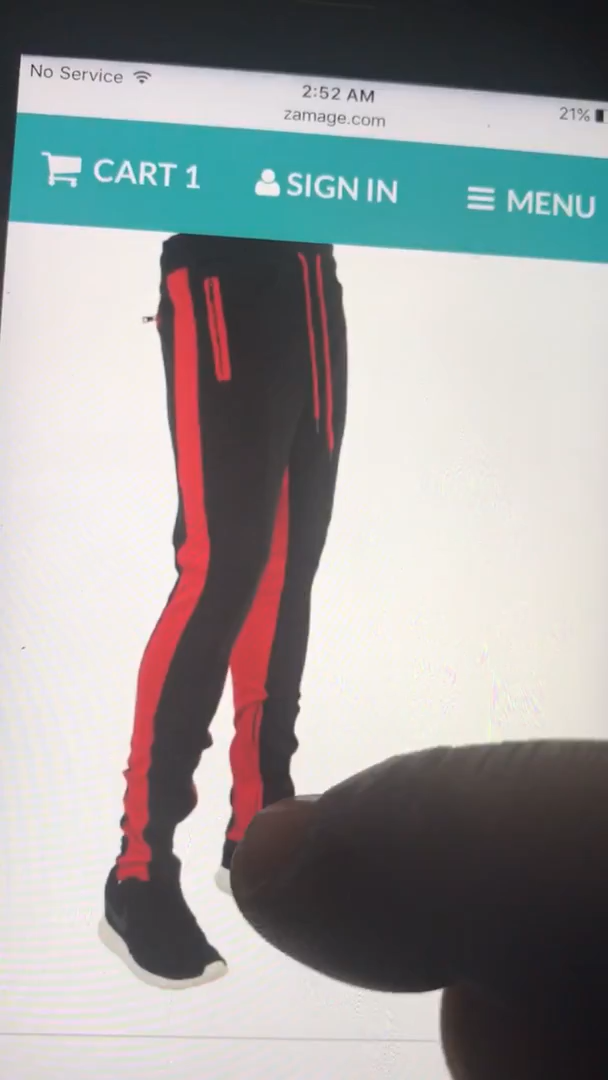 No Service
2:52 AM
21%
zamage.com
CART 1
SIGN IN
MENU